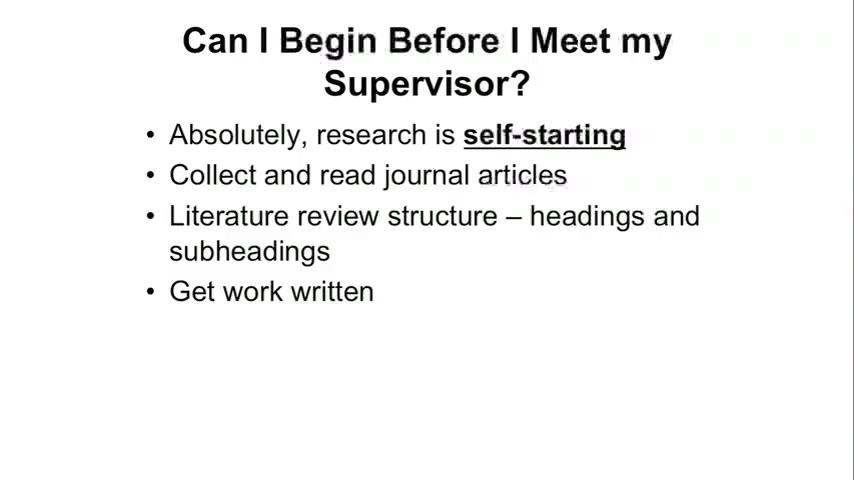 Can I Begin Before I Meet my
Supervisor?
• Absolutely, research is self-starting
• Collect and read journal articles
• Literature review structure – headings and
subheadings
• Get work written